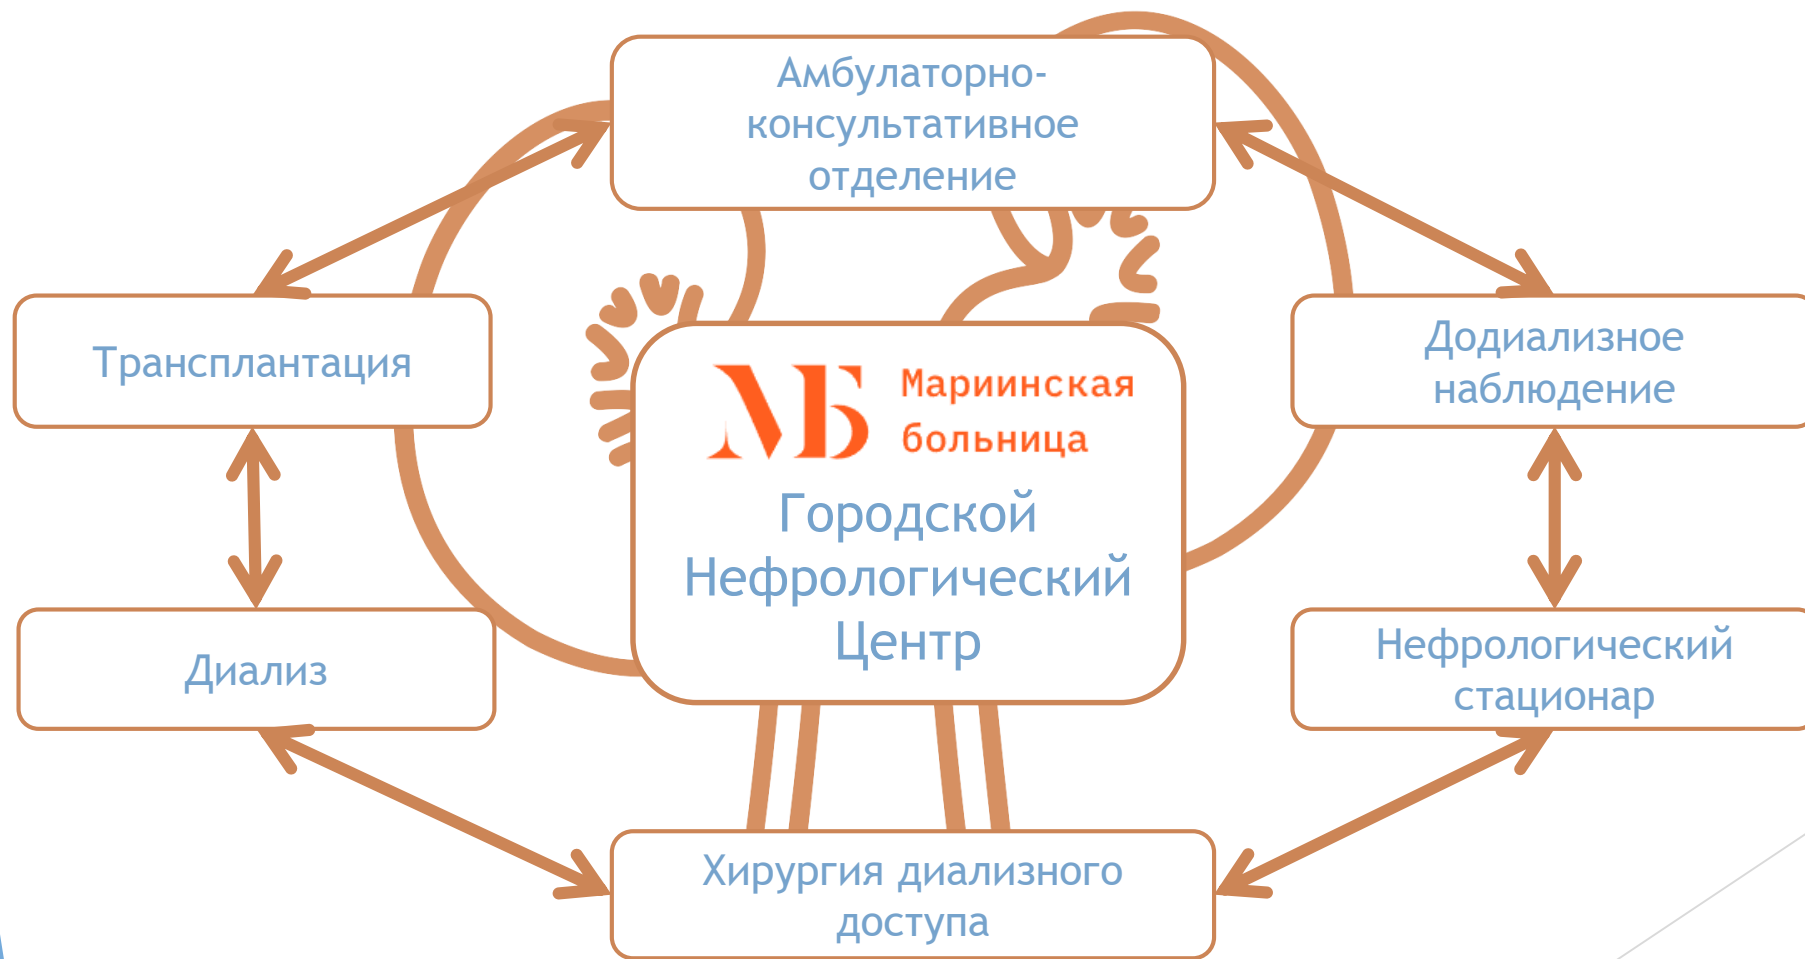 Амбулаторно-
консультативное
отделение
Трансплантация
Додиализное
наблюдение
МБ
Мариинская
больница
Городской
Нефрологический
Центр
Диализ
Нефрологический
стационар
Хирургия диализного
доступа